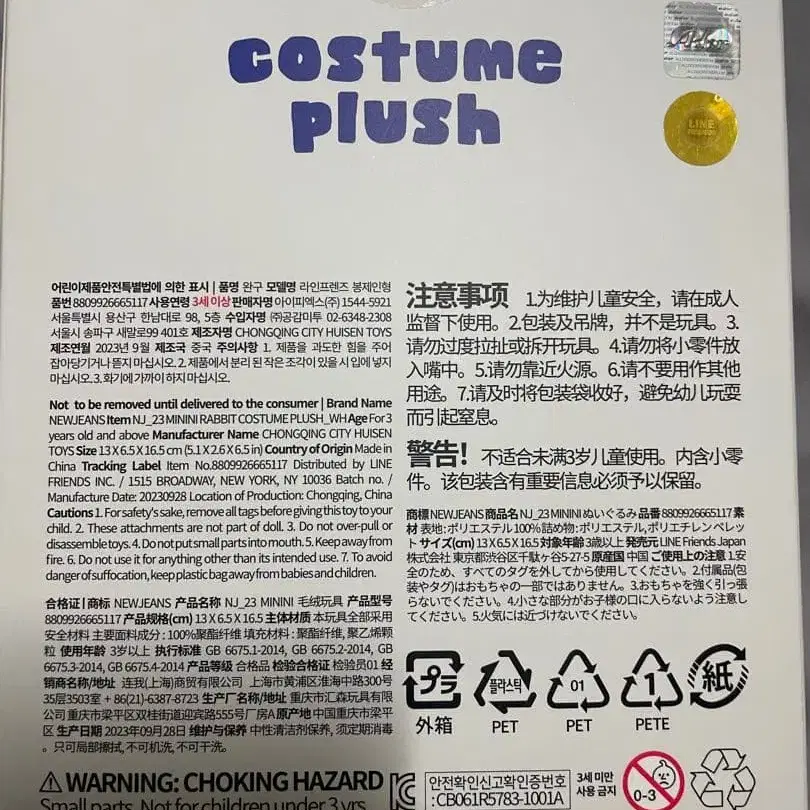 costume
plush
LINE
어린이제품안전특별법에 의한 표시 | 품명 완구 모델명 라인프렌즈 봉제인형
품번 8809926665117 사용연령 3세 이상 판매자명 아이피엑스(주) 1544-5921
서울특별시 용산구 한남대로 98, 5층 수입자명 ㈜공감미투 02-6348-2308
서울시 송파구 새말로99 401호 제조자명 CHONGQING CITY HUISEN TOYS
제조연월 2023년 9월 제조국 중국 주의사항 1. 제품을 과도한 힘을 주어
잡아당기거나 뜯지 마십시오. 2. 제품에서 분리 된 작은 조각이 있을 시 입에 넣지
마십시오. 3. 화기에 가까이 하지 마십시오.
Not to be removed until delivered to the consumer | Brand Name
NEWJEANS Item NJ_23 MININI RABBIT COSTUME PLUSH_WH Age For 3
years old and above Manufacturer Name CHONGQING CITY HUISEN
TOYS Size 13 X 6.5 X 16.5 cm (5.1 X 2.6 X 6.5 in) Country of Origin Made in
China Tracking Label Item No.8809926665117 Distributed by LINE
FRIENDS INC. / 1515 BROADWAY, NEW YORK, NY 10036 Batch no. /
Manufacture Date: 20230928 Location of Production: Chongqing, China
Cautions 1. For safety's sake, remove all tags before giving this toy to your
child. 2. These attachments are not part of doll. 3. Do not over-pull or
disassemble toys. 4. Do not put small parts into mouth. 5. Keep away from
fire. 6. Do not use it for anything other than its intended use. 7. To avoid
danger of suffocation, keep plastic bag away from babies and children.
合格证 | 商标 NEWJEANS 产品名称 NJ_23 MININI 毛绒玩具 产品型号
8809926665117 产品规格(cm) 13 X 6.5 X 16.5 主体材质 本玩具全部采用
安全材料 主要面料成分 : 100%聚酯纤维 填充材料 : 聚酯纤维, 聚乙烯颗
粒 使用年龄 3岁以上 执行标准 GB 6675.1-2014, GB 6675.2-2014, GB
6675.3-2014, GB 6675.4-2014 产品等级 合格品 检验合格证 检验员01 经
销商名称/地址 连我(上海)商贸有限公司 上海市黄浦区淮海中路300号
35层3503室 + 86(21)-6387-8723 生产厂名称/地址 重庆市汇森玩具有限
公司 重庆市梁平区双桂街道迎宾路555号厂房A 原产地 中国重庆市梁平
区 生产日期 2023年09月28日 维护与保养 中性清洁剂保养, 须定期消毒
。只可局部擦拭, 不可机洗, 不可干洗。
⚠ WARNING: CHOKING HAZARD
Small parts. Not for children under 3 yrs.
注意事项 1.为维护儿童安全，请在成人
监督下使用。2.包装及吊牌，并不是玩具。3.
请勿过度拉扯或拆开玩具。4.请勿将小零件放
入嘴中。5.请勿靠近火源。6.请不要用作其他
用途。7.请及时将包装袋收好，避免幼儿玩耍
而引起窒息。
警告! 不适合未满3岁儿童使用。内含小零
件。该包装含有重要信息必须予以保留。
商標 NEWJEANS 商品名 NJ_23 MININI ぬいぐるみ 品番 8809926665117 素
材 表地 : ポリエステル 100% 詰め物 : ポリエステル, ポリエチレンペレッ
ト サイズ(cm) 13 X 6.5 X 16.5 対象年齢 3歳以上 発売元 LINE Friends Japan
株式会社 東京都渋谷区千駄ヶ谷5-27-5 原産国 中国 ご使用上の注意 1.安
全のため、すべてのタグを外してから使用してください。2.付属品(包
装やタグ)はおもちゃの一部ではありません。3.おもちゃを強く引っ張
らないでください。4.小さな部分がお子様の口に入らないよう注意し
てください。5.火気には近づけないでください。
プラ
外箱
플라스틱
PET
01
PET
1
PETE
紙
안전확인신고확인증번호
: CB061R5783-1001A
3세 미만
사용 금지
0-3